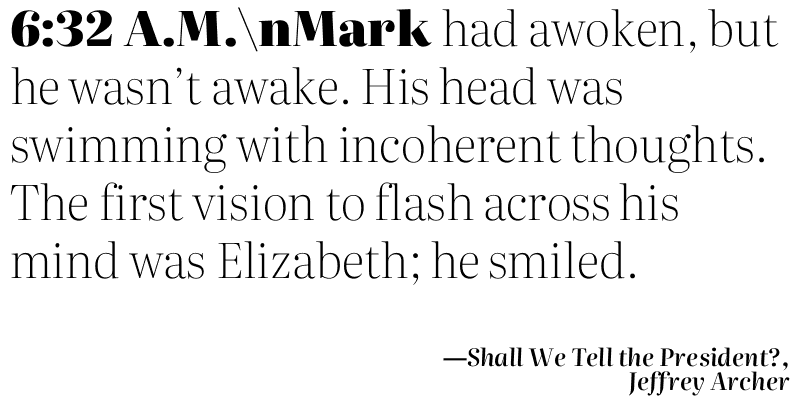 6:32 A.M.\nMark had awoken, but
he wasn’t awake. His head was
swimming with incoherent thoughts.
The first vision to flash across his
mind was Elizabeth; he smiled.
—Shall We Tell the President?,
Jeffrey Archer